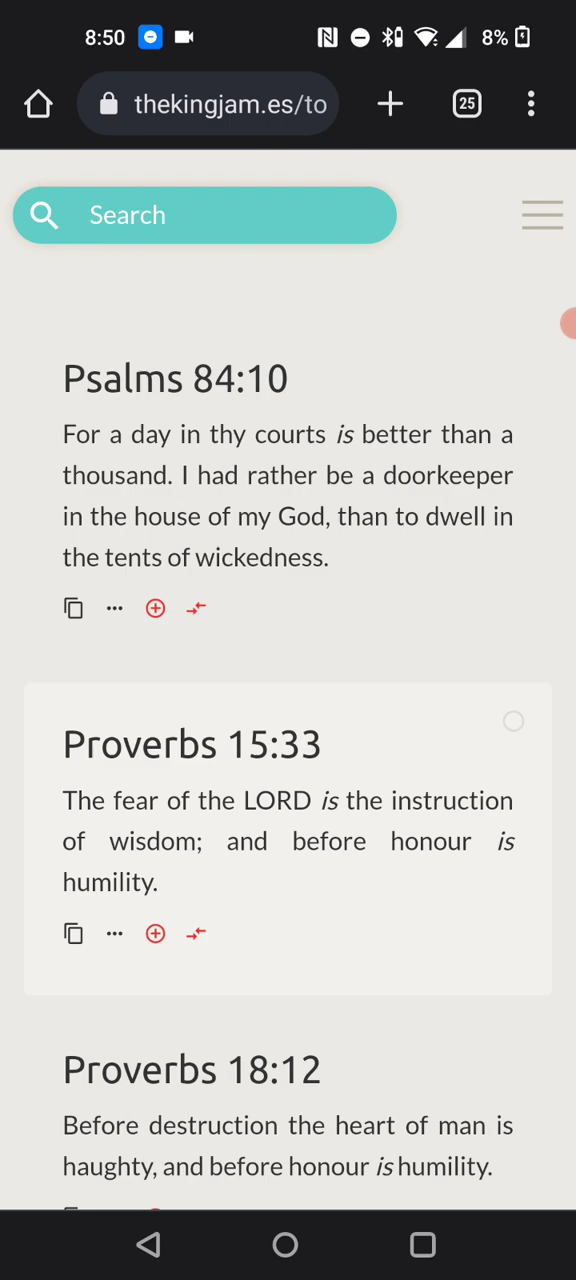 8:50
8%
thekingjam.es/to
25
Search
Psalms 84:10
For a day in thy courts is better than a
thousand. I had rather be a doorkeeper
in the house of my God, than to dwell in
the tents of wickedness.
Proverbs 15:33
The fear of the LORD is the instruction
of wisdom; and before honour is
humility.
Proverbs 18:12
Before destruction the heart of man is
haughty, and before honour is humility.